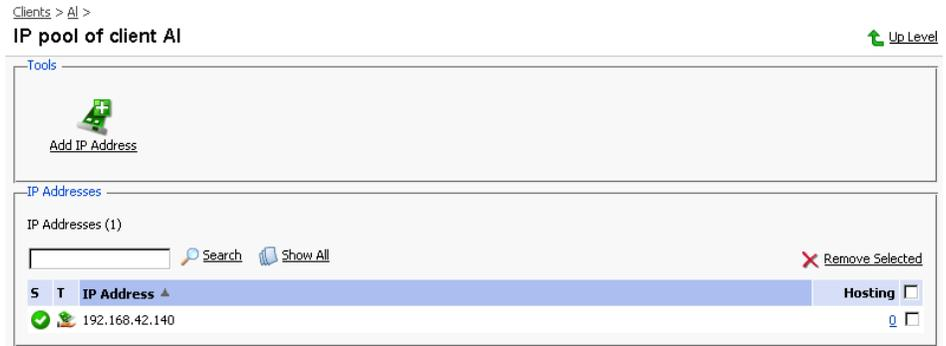 Clients > Al >
IP pool of client Al
Up Level
Tools
Add IP Address
IP Addresses
IP Addresses (1)
Search Show All Remove Selected
S T IP Address Hosting
192.168.42.140 0